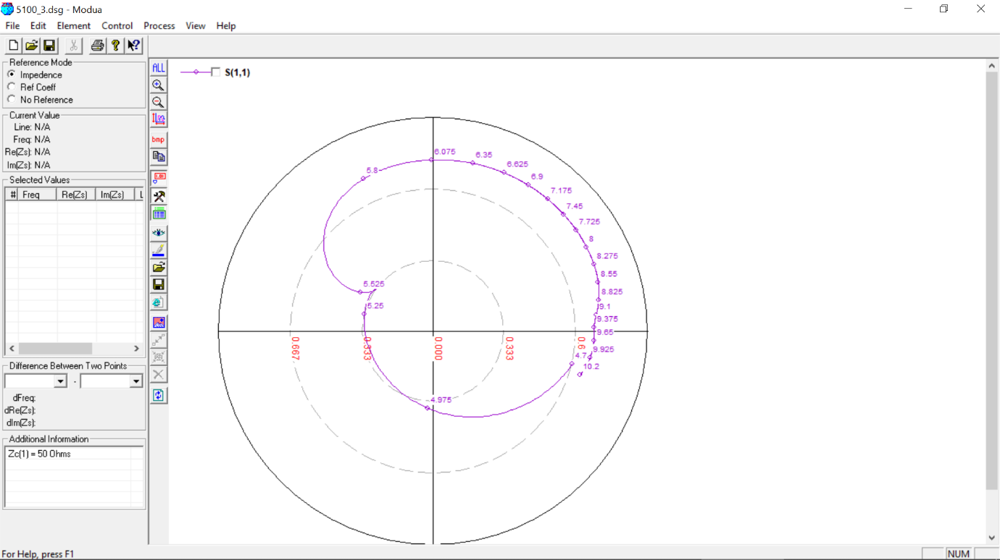 5100_3.dsg - Modua
File Edit Element Control Process View Help
Reference Mode
Impedence
Ref Coeff
No Reference
Current Value
Line: N/A
Freq: N/A
Re(Zs): N/A
Im(Zs): N/A
Selected Values
# Freq Re(Zs) Im(Zs) L
Difference Between Two Points
-
dFreq:
dRe(Zs):
dIm(Zs):
Additional Information
Zc(1) = 50 Ohms
ALL
bmp
1.01
S(1,1)
6.075
6.35
5.8
6.625
6.9
7.175
7.45
7.725
8
8.275
8.55
5.525
8.825
5.25
9.1
9.375
9.65
0.667
0.333
0.000
0.333
0.6
9.925
4.7
10.2
4.975
For Help, press F1
NUM